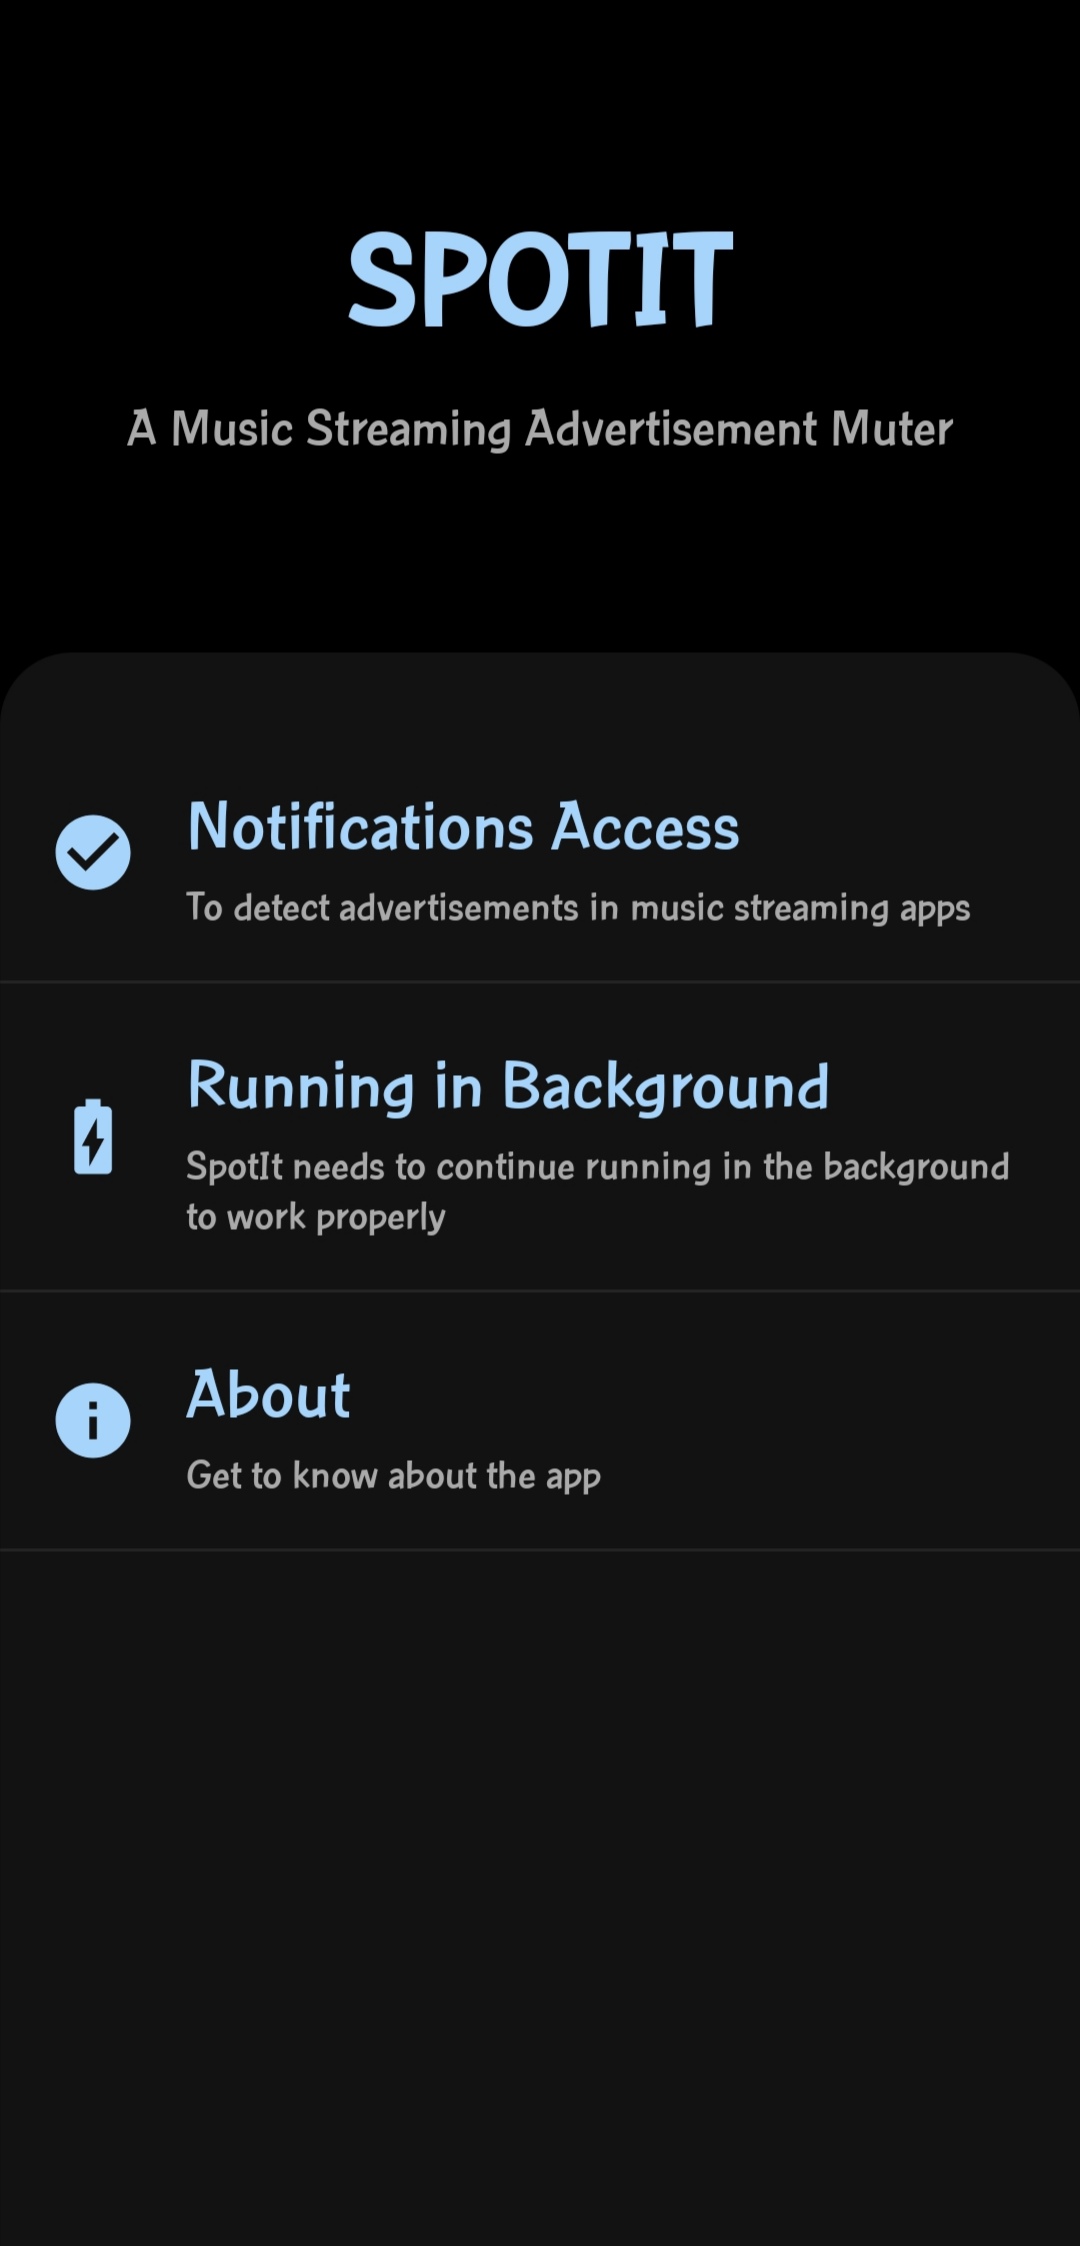 SPOTIT
A Music Streaming Advertisement Muter
Notifications Access
To detect advertisements in music streaming apps
Running in Background
SpotIt needs to continue running in the background
to work properly
About
Get to know about the app